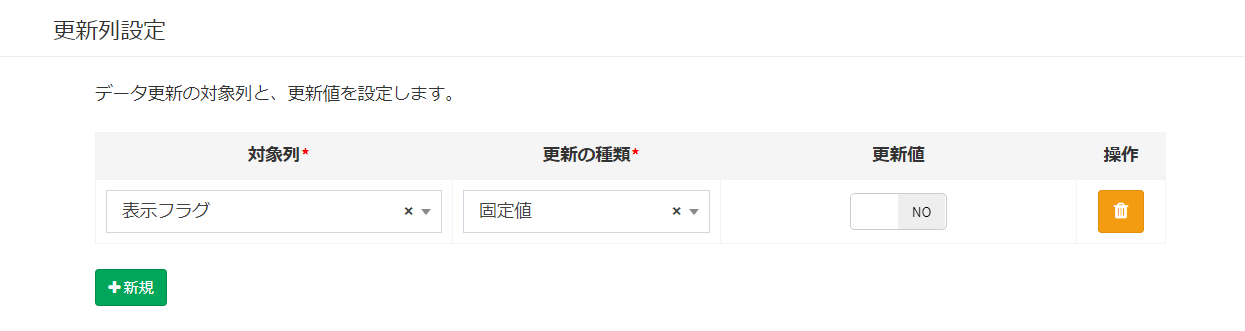 更新列設定
データ更新の対象列と、更新値を設定します。
対象列* 更新の種類* 更新値 操作
表示フラグ × 固定値 × NO
+新規